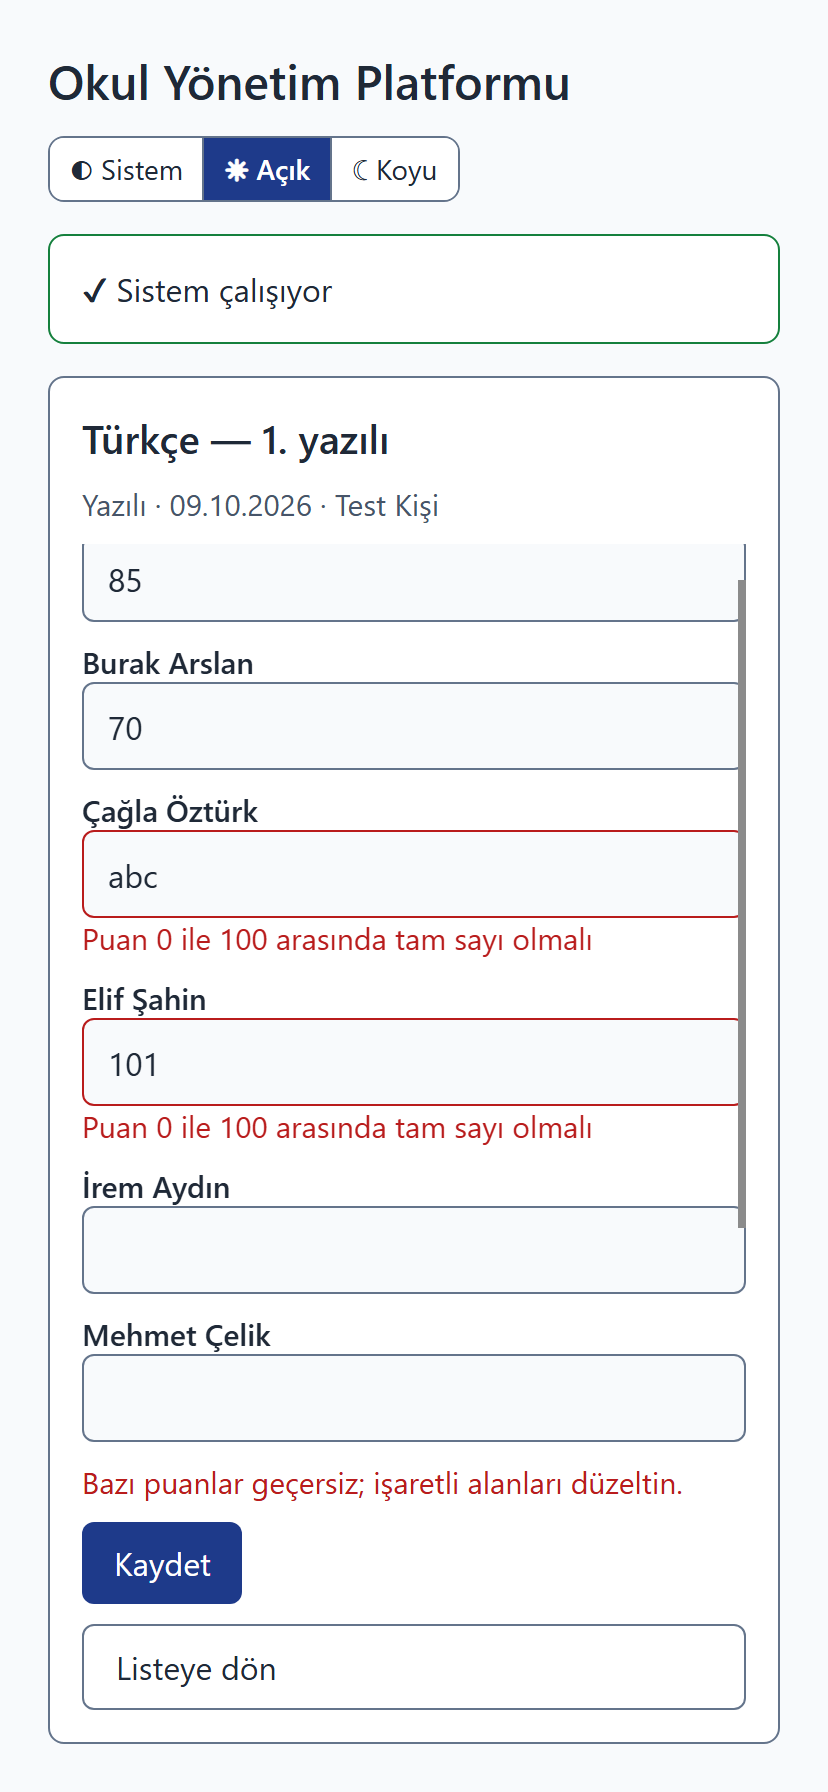 Okul Yönetim Platformu
Sistem
Açık
Koyu
✓ Sistem çalışıyor
Türkçe — 1. yazılı
Yazılı · 09.10.2026 · Test Kişi
85
Burak Arslan
70
Çağla Öztürk
abc
Puan 0 ile 100 arasında tam sayı olmalı
Elif Şahin
101
Puan 0 ile 100 arasında tam sayı olmalı
İrem Aydın
Mehmet Çelik
Bazı puanlar geçersiz; işaretli alanları düzeltin.
Kaydet
Listeye dön